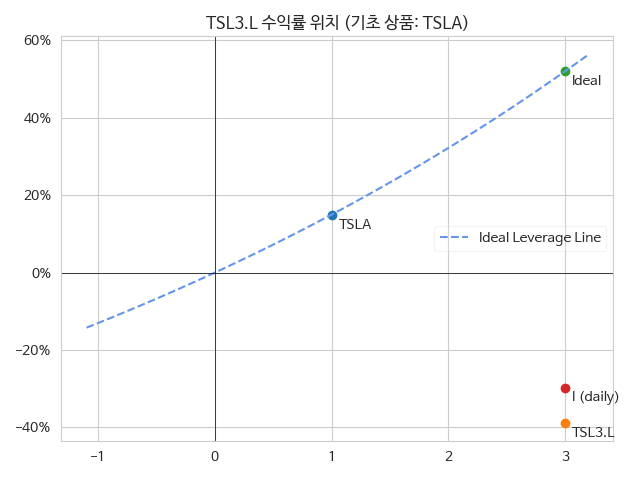 TSL3.L 수익률 위치 (기초 상품: TSLA)
60%
40%
20%
0%
−20%
−40%
Ideal
TSLA
Ideal Leverage Line
I (daily)
TSL3.L
−1
0
1
2
3